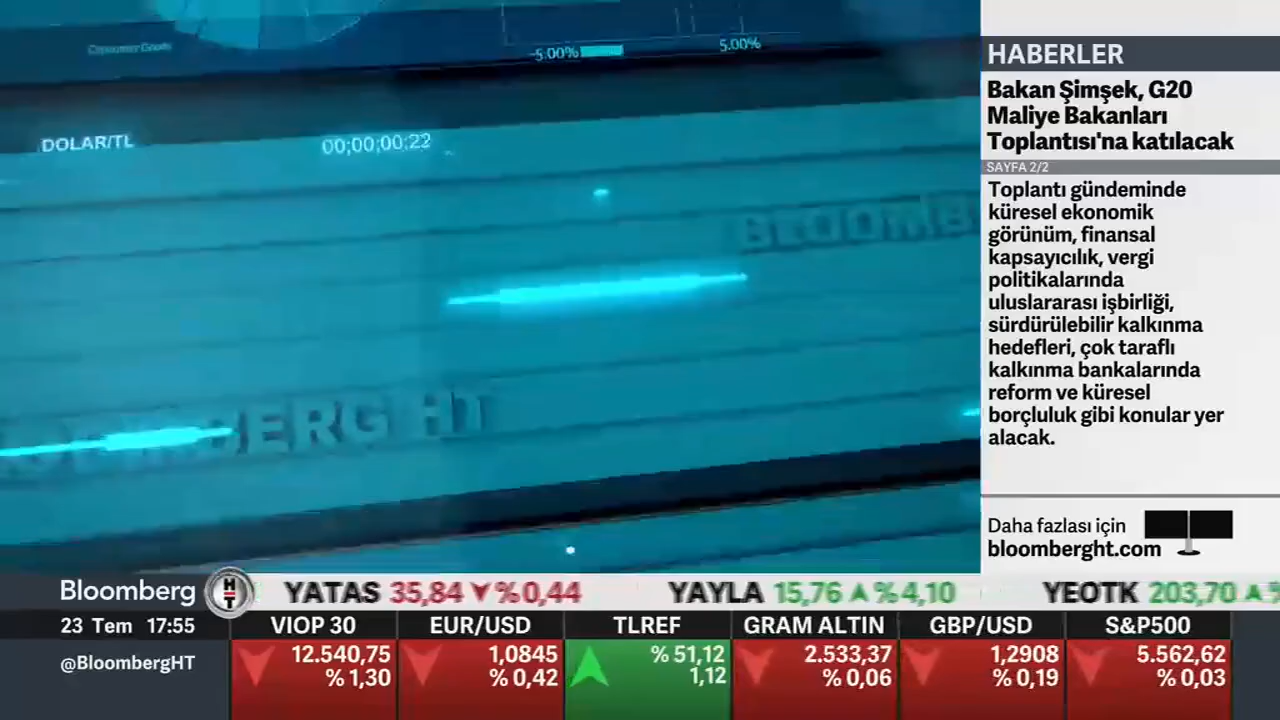 Consumer Goods
-5.00%
5.00%
DOLAR/TL
00;00;00;22
BLOOMB
BERG HT
HABERLER
Bakan Şimşek, G20
Maliye Bakanları
Toplantısı'na katılacak
SAYFA 2/2
Toplantı gündeminde
küresel ekonomik
görünüm, finansal
kapsayıcılık, vergi
politikalarında
uluslararası işbirliği,
sürdürülebilir kalkınma
hedefleri, çok taraflı
kalkınma bankalarında
reform ve küresel
borçluluk gibi konular yer
alacak.
Daha fazlası için
bloomberght.com
Bloomberg HT
YATAS 35,84 ▼%0,44 YAYLA 15,76 ▲%4,10 YEOTK 203,70 ▲%
23 Tem 17:55
VIOP 30 EUR/USD TLREF GRAM ALTIN GBP/USD S&P500
@BloombergHT
12.540,75 1,0845 % 51,12 2.533,37 1,2908 5.562,62
% 1,30 % 0,42 1,12 % 0,06 % 0,19 % 0,03